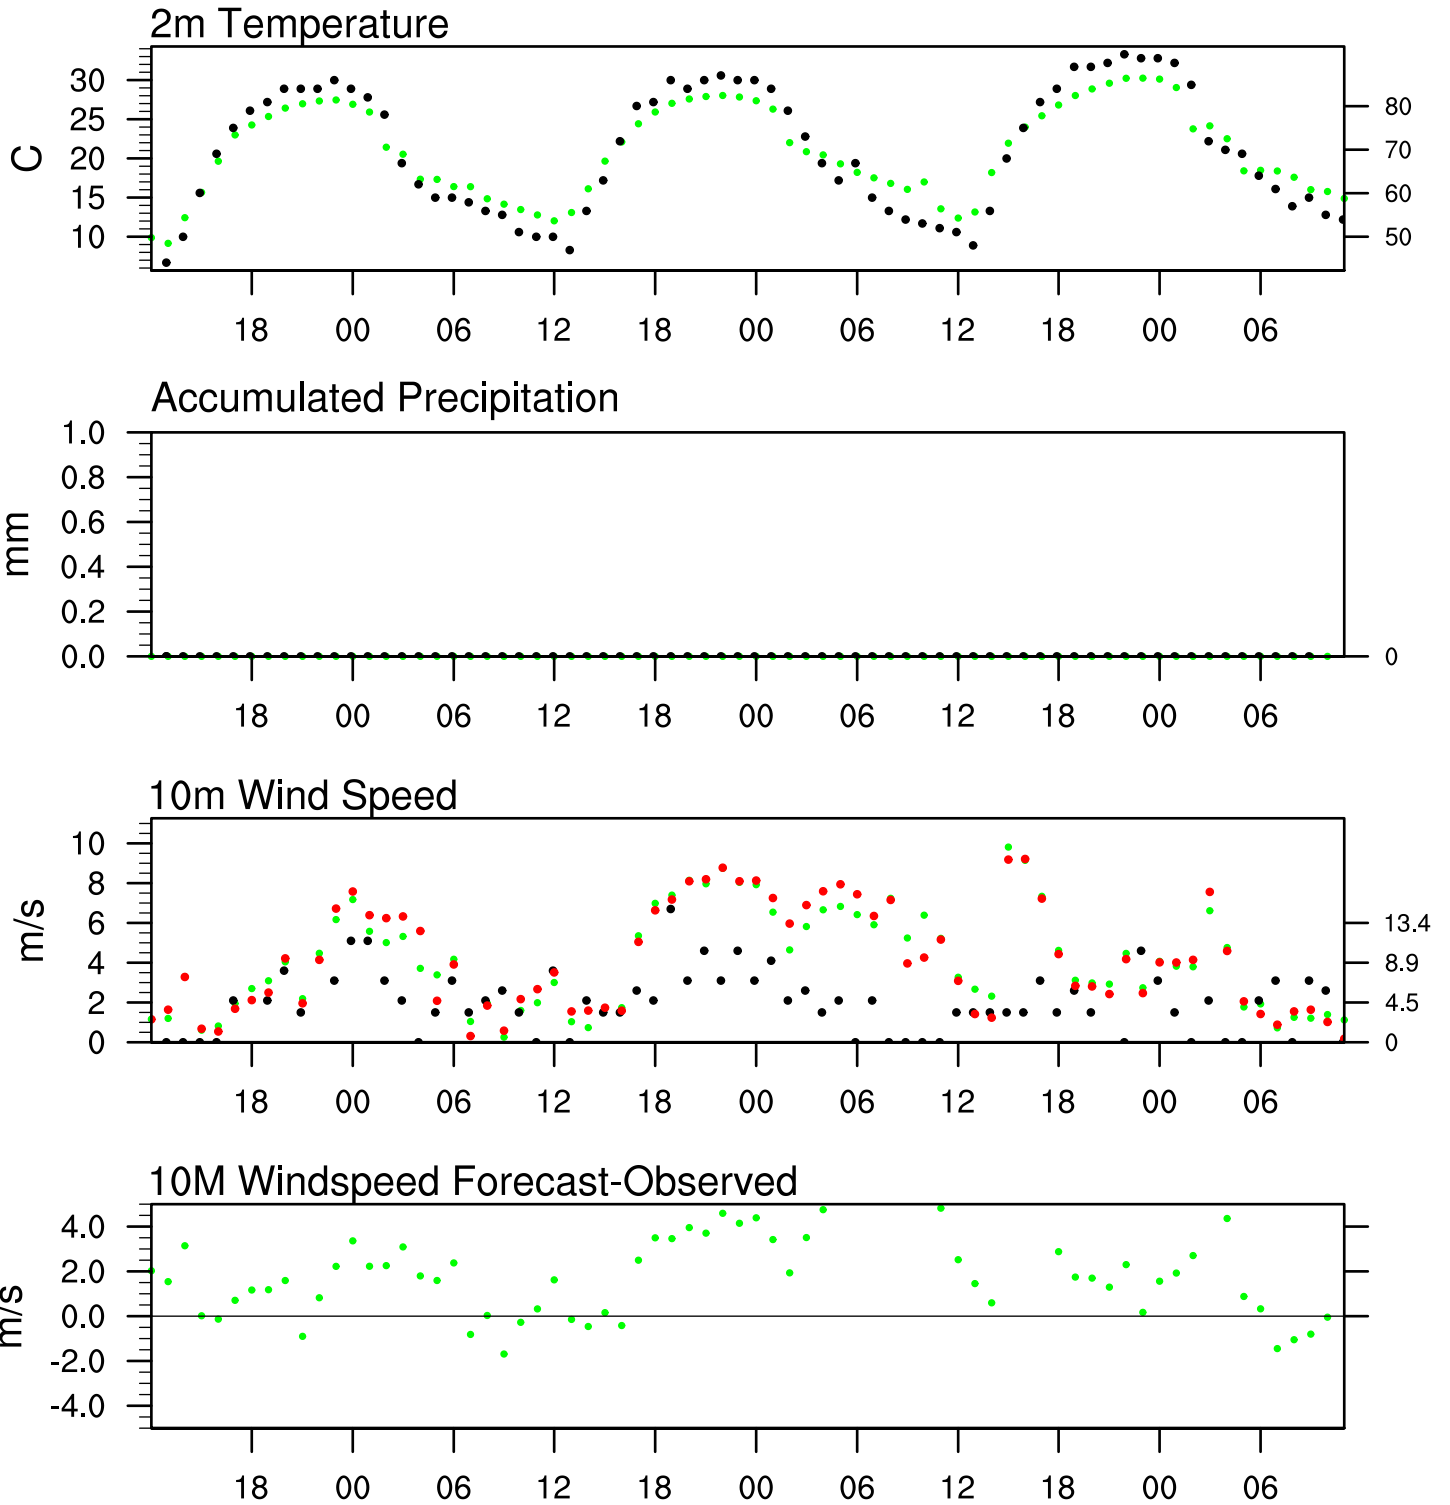 2m Temperature
30
25
20
15
10
C
80
70
60
50
18 00 06 12 18 00 06 12 18 00 06
Accumulated Precipitation
1.0
0.8
0.6
0.4
0.2
0.0
mm
0
18 00 06 12 18 00 06 12 18 00 06
10m Wind Speed
10
8
6
4
2
0
m/s
13.4
8.9
4.5
0
18 00 06 12 18 00 06 12 18 00 06
10M Windspeed Forecast-Observed
4.0
2.0
0.0
-2.0
-4.0
m/s
18 00 06 12 18 00 06 12 18 00 06